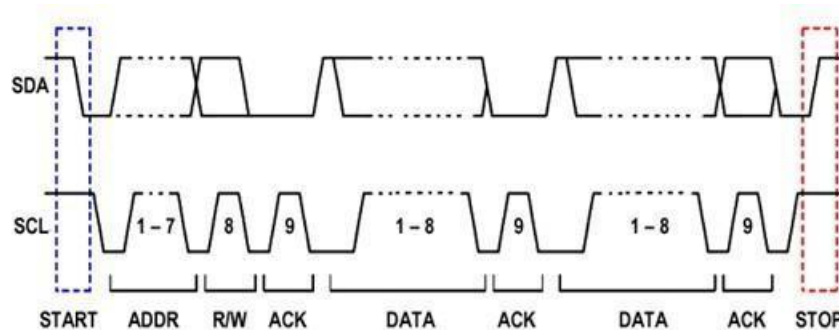 SDA
SCL
1 – 7 8 9 1 – 8 9 1 – 8 9
START ADDR R/W ACK DATA ACK DATA ACK STOP